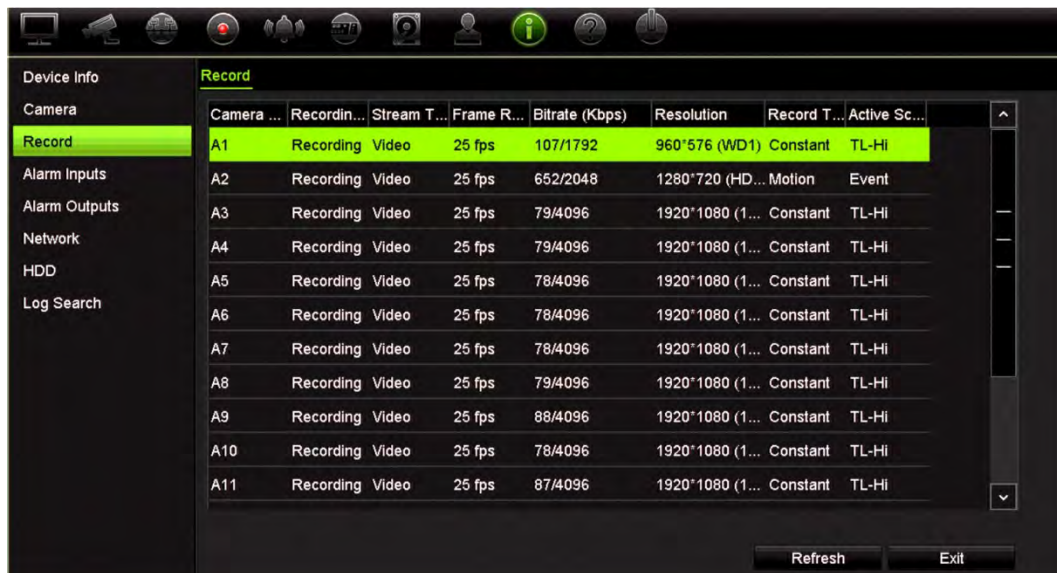 Device Info
Camera
Record
Alarm Inputs
Alarm Outputs
Network
HDD
Log Search
Record
Camera ... Recordin... Stream T... Frame R... Bitrate (Kbps) Resolution Record T... Active Sc...
A1 Recording Video 25 fps 107/1792 960*576 (WD1) Constant TL-Hi
A2 Recording Video 25 fps 652/2048 1280*720 (HD... Motion Event
A3 Recording Video 25 fps 79/4096 1920*1080 (1... Constant TL-Hi
A4 Recording Video 25 fps 79/4096 1920*1080 (1... Constant TL-Hi
A5 Recording Video 25 fps 78/4096 1920*1080 (1... Constant TL-Hi
A6 Recording Video 25 fps 78/4096 1920*1080 (1... Constant TL-Hi
A7 Recording Video 25 fps 78/4096 1920*1080 (1... Constant TL-Hi
A8 Recording Video 25 fps 79/4096 1920*1080 (1... Constant TL-Hi
A9 Recording Video 25 fps 88/4096 1920*1080 (1... Constant TL-Hi
A10 Recording Video 25 fps 78/4096 1920*1080 (1... Constant TL-Hi
A11 Recording Video 25 fps 87/4096 1920*1080 (1... Constant TL-Hi
Refresh Exit